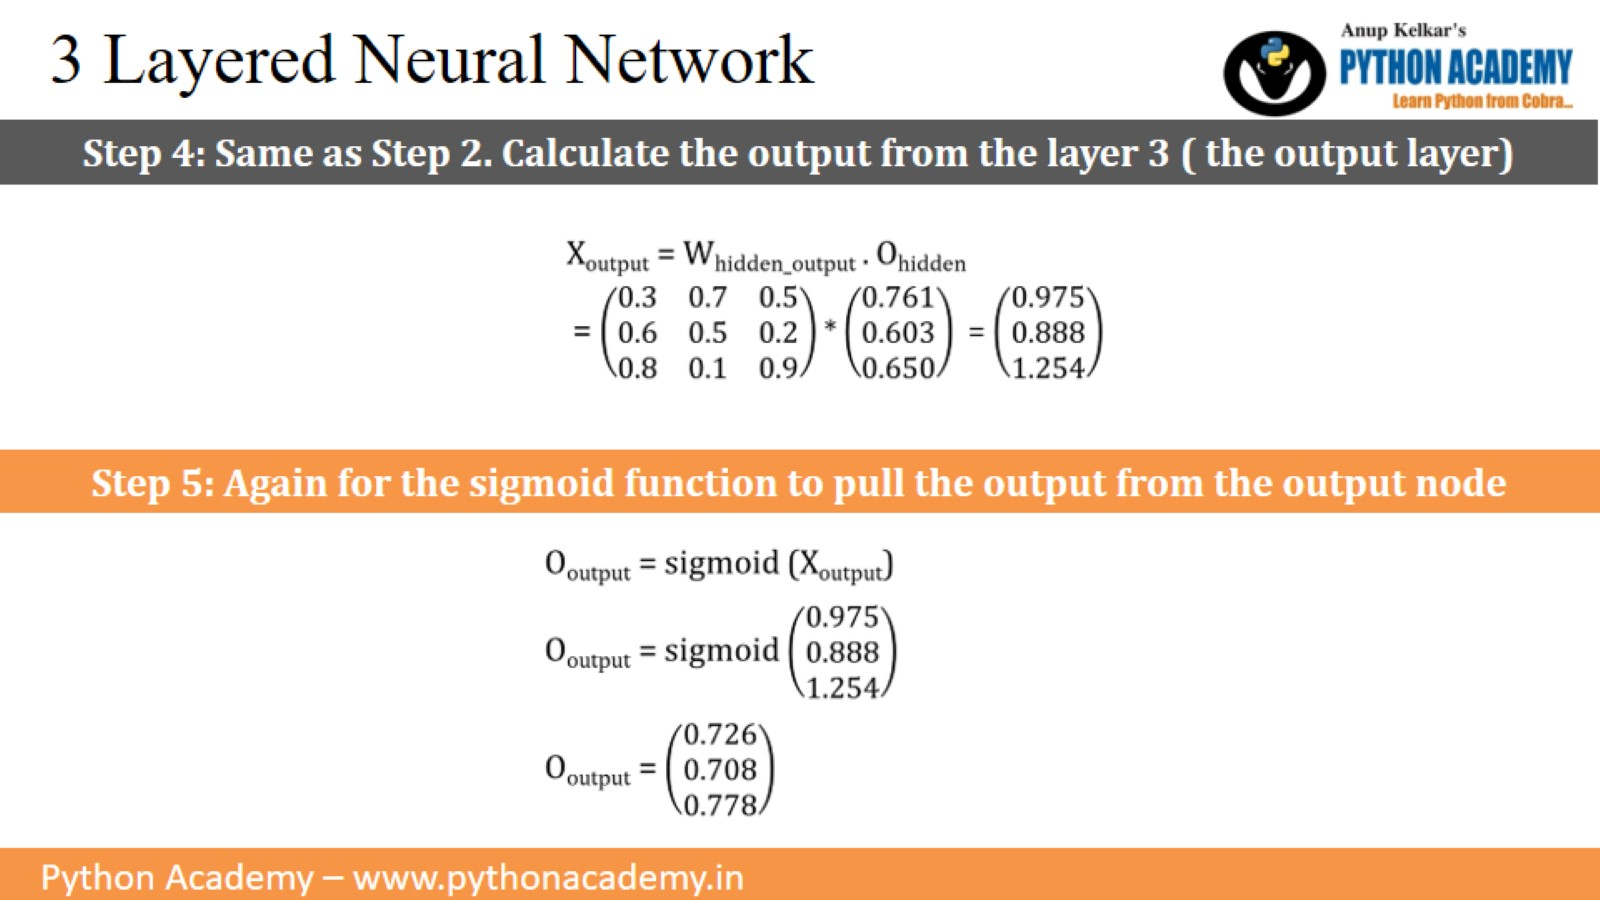 3 Layered Neural Network
Anup Kelkar's
PYTHON ACADEMY
Learn Python from Cobra...
Step 4: Same as Step 2. Calculate the output from the layer 3 ( the output layer)
Xoutput = Whidden_output . Ohidden
0.3 0.7 0.5 0.761 0.975
= 0.6 0.5 0.2 * 0.603 = 0.888
0.8 0.1 0.9 0.650 1.254
Step 5: Again for the sigmoid function to pull the output from the output node
Ooutput = sigmoid (Xoutput)
0.975
Ooutput = sigmoid 0.888
1.254
0.726
Ooutput = 0.708
0.778
Python Academy – www.pythonacademy.in